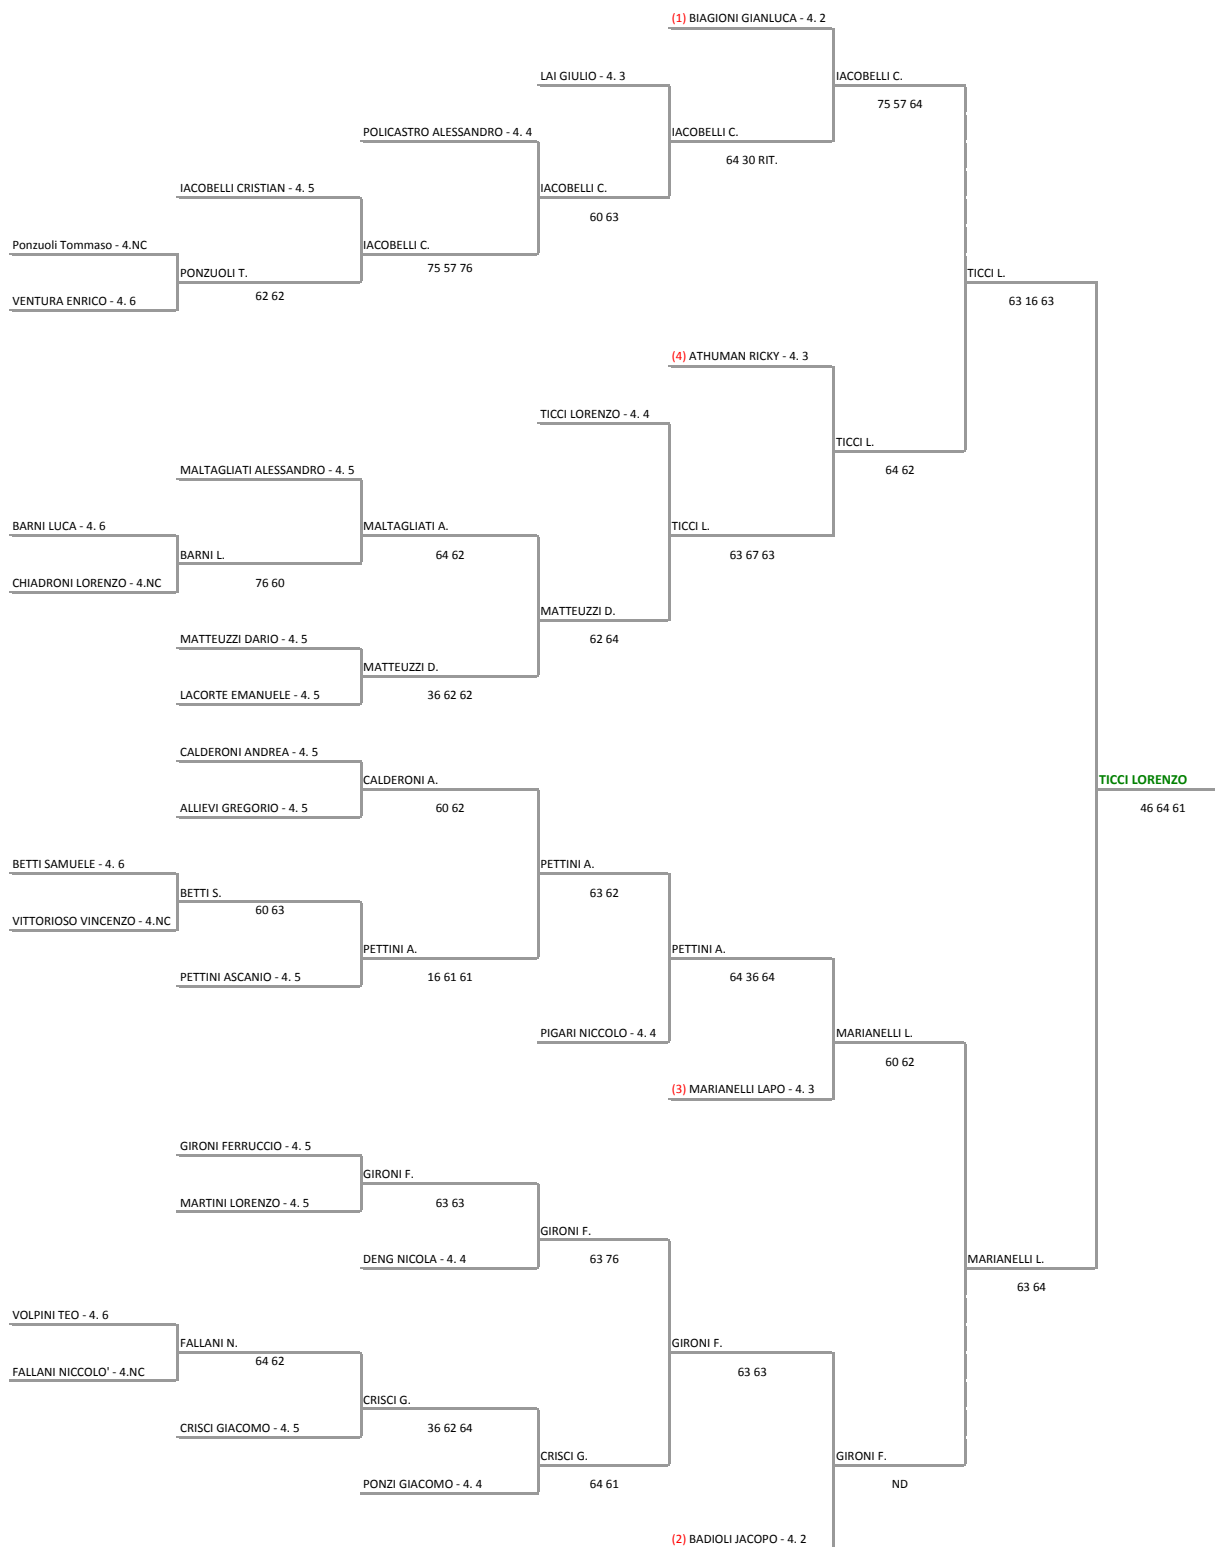 (1) BIAGIONI GIANLUCA - 4. 2
LAI GIULIO - 4. 3
IACOBELLI C.
75 57 64
POLICASTRO ALESSANDRO - 4. 4
IACOBELLI C.
64 30 RIT.
IACOBELLI CRISTIAN - 4. 5
IACOBELLI C.
60 63
Ponzuoli Tommaso - 4.NC
IACOBELLI C.
75 57 76
PONZUOLI T.
62 62
TICCI L.
63 16 63
VENTURA ENRICO - 4. 6
(4) ATHUMAN RICKY - 4. 3
TICCI LORENZO - 4. 4
TICCI L.
64 62
MALTAGLIATI ALESSANDRO - 4. 5
BARNI LUCA - 4. 6
MALTAGLIATI A.
64 62
TICCI L.
63 67 63
BARNI L.
76 60
CHIADRONI LORENZO - 4.NC
MATTEUZZI D.
62 64
MATTEUZZI DARIO - 4. 5
MATTEUZZI D.
36 62 62
LACORTE EMANUELE - 4. 5
CALDERONI ANDREA - 4. 5
CALDERONI A.
60 62
TICCI LORENZO
46 64 61
ALLIEVI GREGORIO - 4. 5
BETTI SAMUELE - 4. 6
PETTINI A.
63 62
BETTI S.
60 63
VITTORIOSO VINCENZO - 4.NC
PETTINI A.
16 61 61
PETTINI A.
64 36 64
PETTINI ASCANIO - 4. 5
PIGARI NICCOLO - 4. 4
MARIANELLI L.
60 62
(3) MARIANELLI LAPO - 4. 3
GIRONI FERRUCCIO - 4. 5
GIRONI F.
63 63
MARTINI LORENZO - 4. 5
GIRONI F.
63 76
DENG NICOLA - 4. 4
MARIANELLI L.
63 64
VOLPINI TEO - 4. 6
FALLANI N.
64 62
GIRONI F.
63 63
FALLANI NICCOLO' - 4.NC
CRISCI G.
36 62 64
CRISCI GIACOMO - 4. 5
CRISCI G.
64 61
GIRONI F.
ND
PONZI GIACOMO - 4. 4
(2) BADIOLI JACOPO - 4. 2